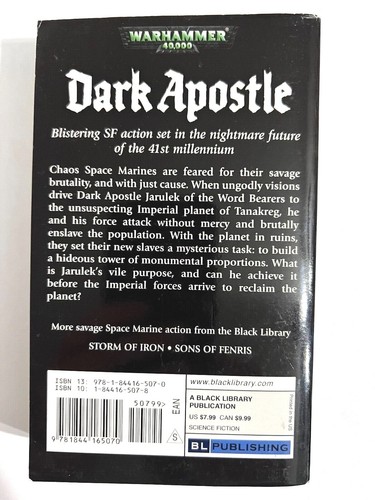 WARHAMMER
40,000
Dark Apostle
Blistering SF action set in the nightmare future
of the 41st millennium
Chaos Space Marines are feared for their savage
brutality, and with just cause. When ungodly visions
drive Dark Apostle Jarulek of the Word Bearers to
the unsuspecting Imperial planet of Tanakreg, he
and his force attack without mercy and brutally
enslave the population. With the planet in ruins,
they set their new slaves a mysterious task: to build
a hideous tower of monumental proportions. What
is Jarulek's vile purpose, and can he achieve it
before the Imperial forces arrive to reclaim the
planet?
More savage Space Marine action from the Black Library
STORM OF IRON • SONS OF FENRIS
ISBN 13: 978-1-84416-507-0
ISBN 10: 1-84416-507-8
50799>
EAN
S
9 781844 165070
www.blacklibrary.com
A BLACK LIBRARY
PUBLICATION
US $7.99 CAN $9.99
SCIENCE FICTION
Printed in the US
BL PUBLISHING